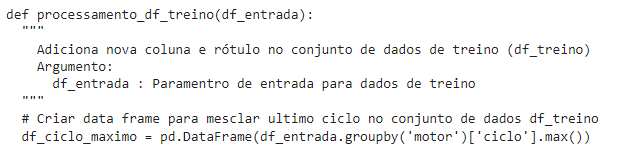 def processamento_df_treino(df_entrada):
"""
Adiciona nova coluna e rótulo no conjunto de dados de treino (df_treino)
Argumento:
df_entrada : Paramentro de entrada para dados de treino
"""
# Criar data frame para mesclar ultimo ciclo no conjunto de dados df_treino
df_ciclo_maximo = pd.DataFrame(df_entrada.groupby('motor')['ciclo'].max())